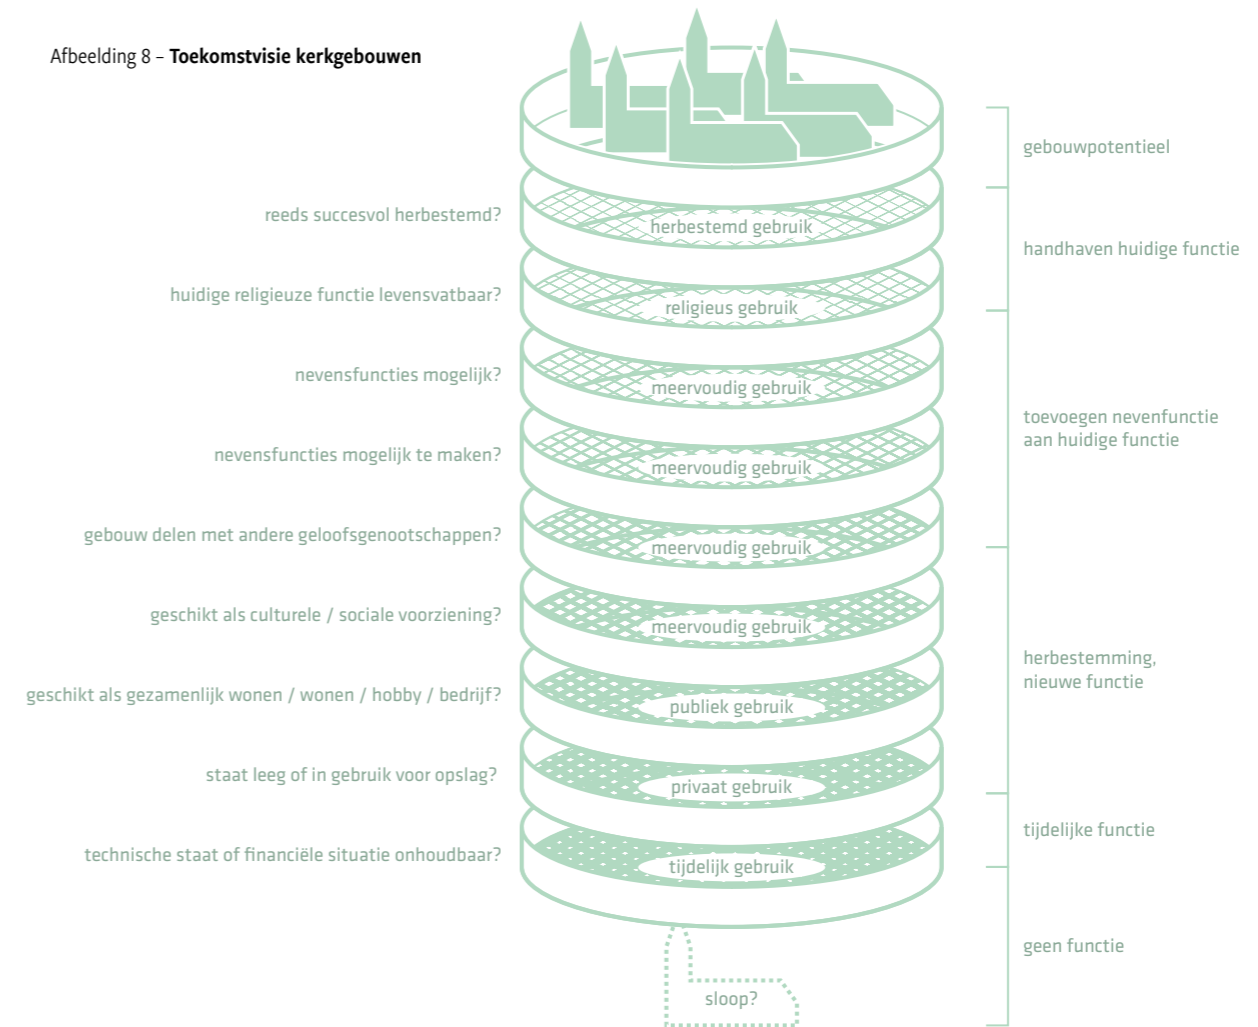 Afbeelding 8 – Toekomstvisie kerkgebouwen
gebouwpotentieel
reeds succesvol herbestemd?
herbestemd gebruik
handhaven huidige functie
huidige religieuze functie levensvatbaar?
religieus gebruik
nevensfuncties mogelijk?
meervoudig gebruik
toevoegen nevenfunctie
aan huidige functie
nevensfuncties mogelijk te maken?
meervoudig gebruik
gebouw delen met andere geloofsgenootschappen?
meervoudig gebruik
geschikt als culturele / sociale voorziening?
meervoudig gebruik
herbestemming,
nieuwe functie
geschikt als gezamenlijk wonen / wonen / hobby / bedrijf?
publiek gebruik
staat leeg of in gebruik voor opslag?
privaat gebruik
tijdelijke functie
technische staat of financiële situatie onhoudbaar?
tijdelijk gebruik
geen functie
sloop?